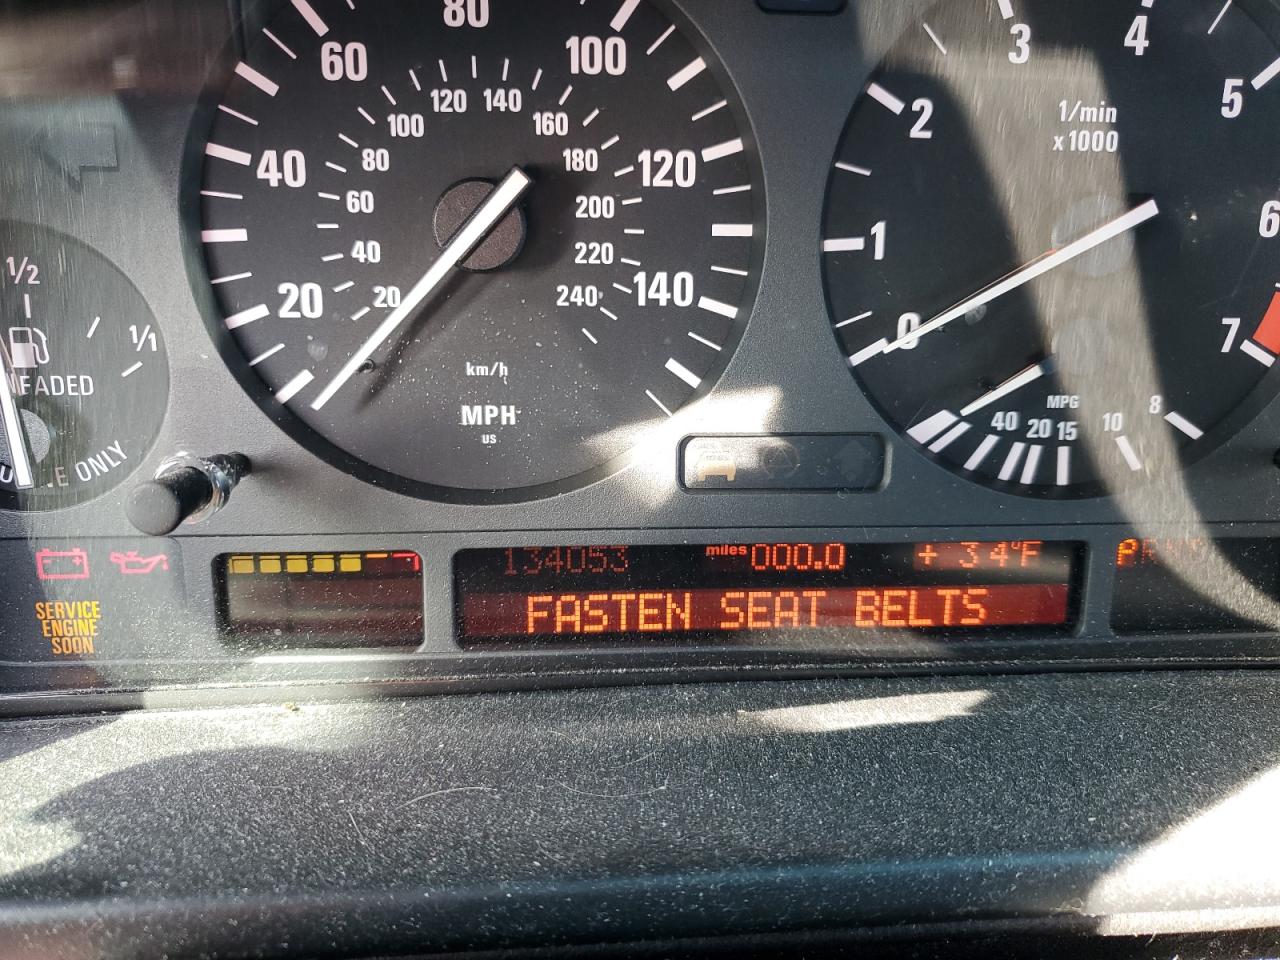 80
60
100
120 140
100
160
40
80
180
120
60
200
40
220
20
20
240
140
km/h
MPH
US
3
4
2
1/min
x1000
5
1
6
0
7
MPG
40 20 15 10 8
1/2
1/1
ONLY
SERVICE
ENGINE
SOON
134053 miles 000.0 +34°F
FASTEN SEAT BELTS